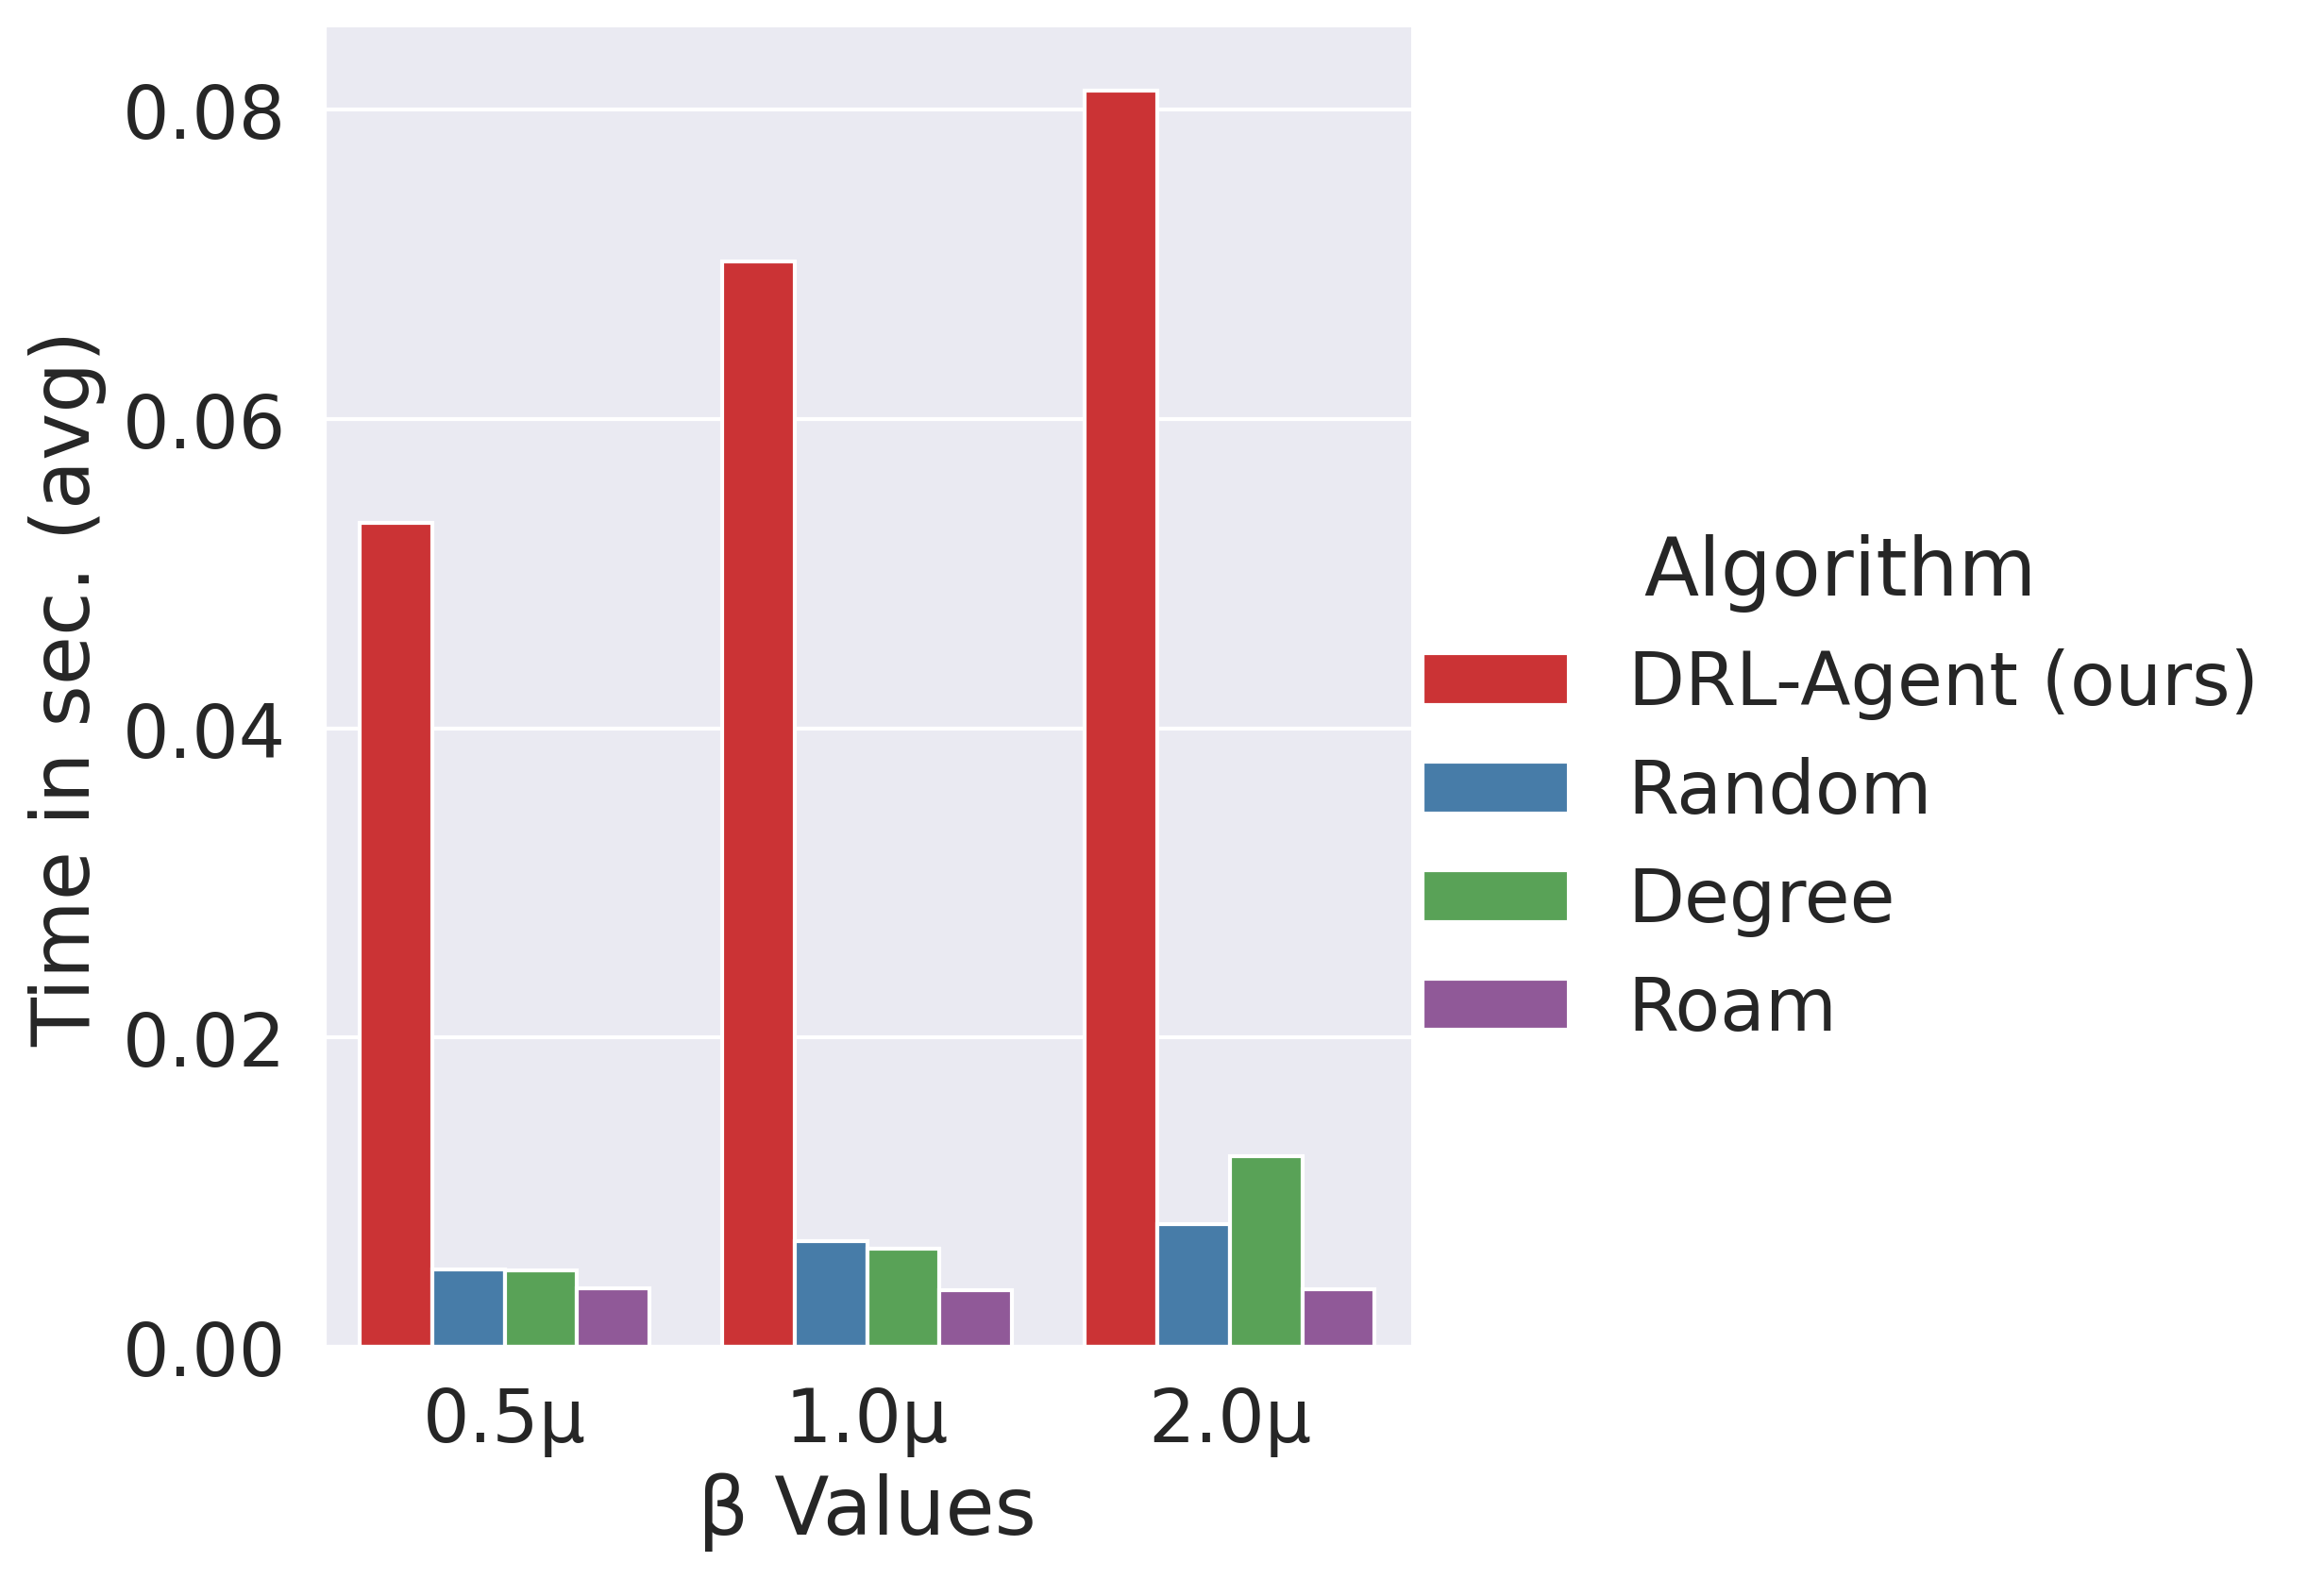 Time in sec. (avg)
0.08
0.06
0.04
0.02
0.00
0.5μ 1.0μ 2.0μ
β Values
Algorithm
DRL-Agent (ours)
Random
Degree
Roam